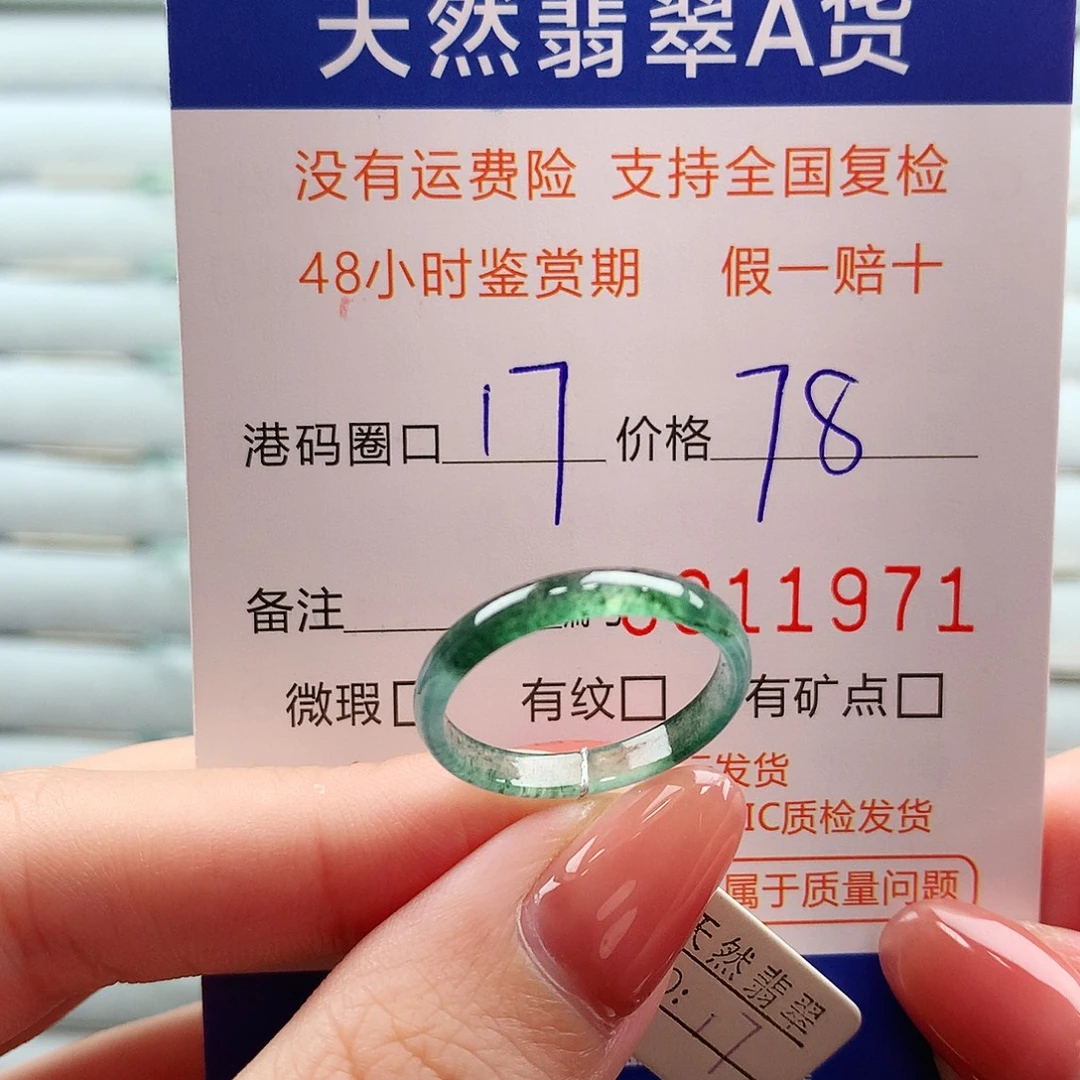 天然翡翠A货
没有运费险 支持全国复检
48小时鉴赏期 假一赔十
港码圈口 17 价格 78
备注 11971
微瑕□ 有纹□ 有矿点□
发货
IC质检发货
属于质量问题
天然翡翠
17